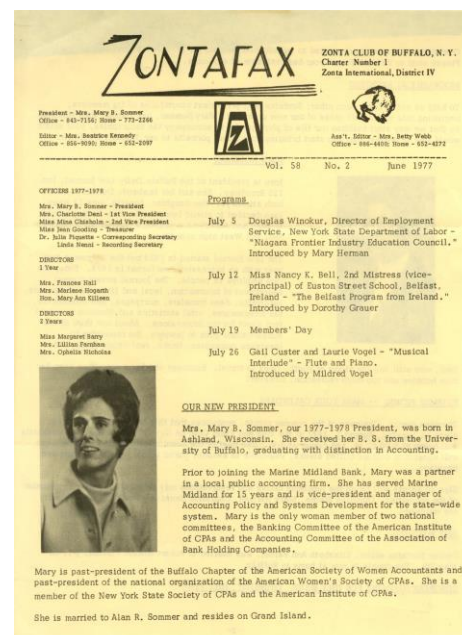 ZONTAFAX
ZONTA CLUB OF BUFFALO, N. Y.
Charter Number 1
Zonta International, District IV
President - Mrs. Mary B. Sommer
Office - 843-7156; Home - 773-2266
Editor - Mrs. Beatrice Kennedy
Office - 856-9090; Home - 652-2097
Ass't. Editor - Mrs. Betty Webb
Office - 886-4400; Home - 652-4272
Vol. 58 No. 2 June 1977
OFFICERS 1977-1978
Mrs. Mary B. Sommer - President
Mrs. Charlotte Deni - 1st Vice President
Miss Mina Chisholm - 2nd Vice President
Miss Jean Gooding - Treasurer
Dr. Julia Piquette - Corresponding Secretary
Linda Nenni - Recording Secretary
DIRECTORS
1 Year
Mrs. Frances Hall
Mrs. Marlene Hogarth
Hon. Mary Ann Killeen
DIRECTORS
2 Years
Miss Margaret Barry
Mrs. Lillian Farnham
Mrs. Ophelia Nicholas
Programs
July 5 Douglas Winokur, Director of Employment
Service, New York State Department of Labor -
"Niagara Frontier Industry Education Council."
Introduced by Mary Herman
July 12 Miss Nancy K. Bell, 2nd Mistress (vice-
principal) of Euston Street School, Belfast,
Ireland - "The Belfast Program from Ireland."
Introduced by Dorothy Grauer
July 19 Members' Day
July 26 Gail Custer and Laurie Vogel - "Musical
Interlude" - Flute and Piano.
Introduced by Mildred Vogel
OUR NEW PRESIDENT
Mrs. Mary B. Sommer, our 1977-1978 President, was born in
Ashland, Wisconsin. She received her B. S. from the Univer-
sity of Buffalo, graduating with distinction in Accounting.
Prior to joining the Marine Midland Bank, Mary was a partner
in a local public accounting firm. She has served Marine
Midland for 15 years and is vice-president and manager of
Accounting Policy and Systems Development for the state-wide
system. Mary is the only woman member of two national
committees, the Banking Committee of the American Institute
of CPAs and the Accounting Committee of the Association of
Bank Holding Companies.
Mary is past-president of the Buffalo Chapter of the American Society of Women Accountants and
past-president of the national organization of the American Women's Society of CPAs. She is a
member of the New York State Society of CPAs and the American Institute of CPAs.
She is married to Alan R. Sommer and resides on Grand Island.